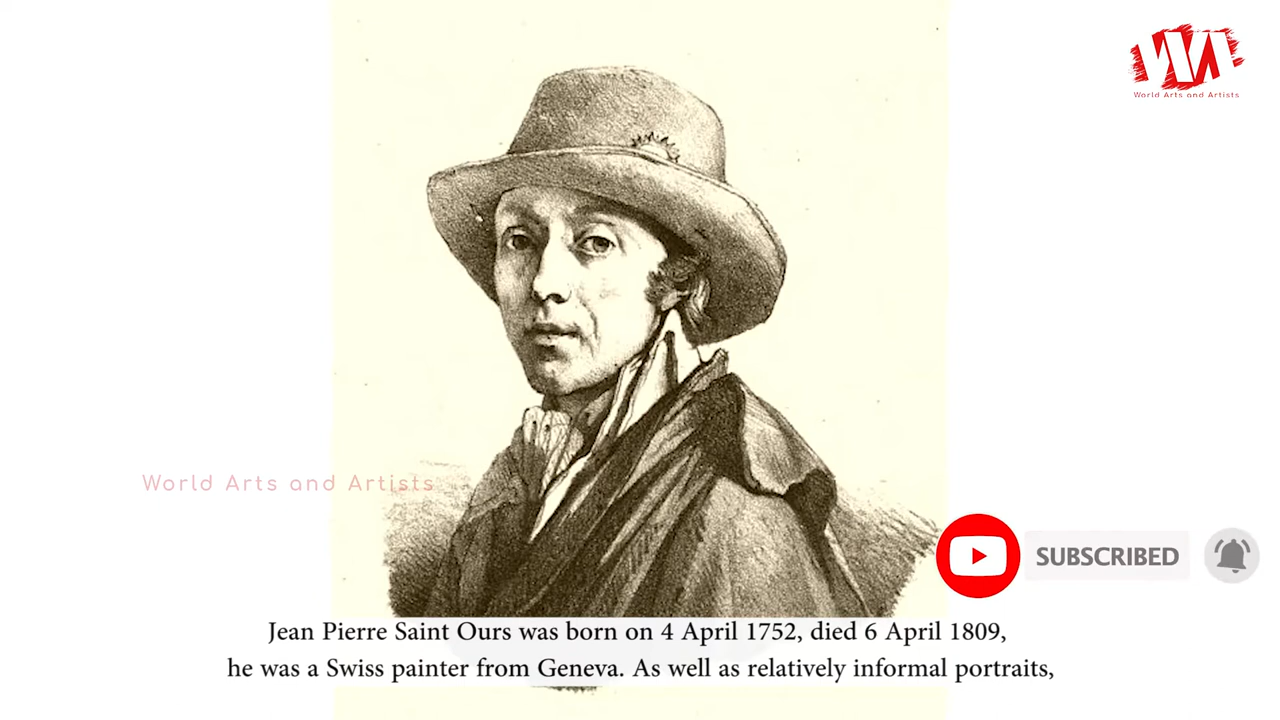 World Arts and Artists
World Arts and Artists
SUBSCRIBED
Jean Pierre Saint Ours was born on 4 April 1752, died 6 April 1809,
he was a Swiss painter from Geneva. As well as relatively informal portraits,